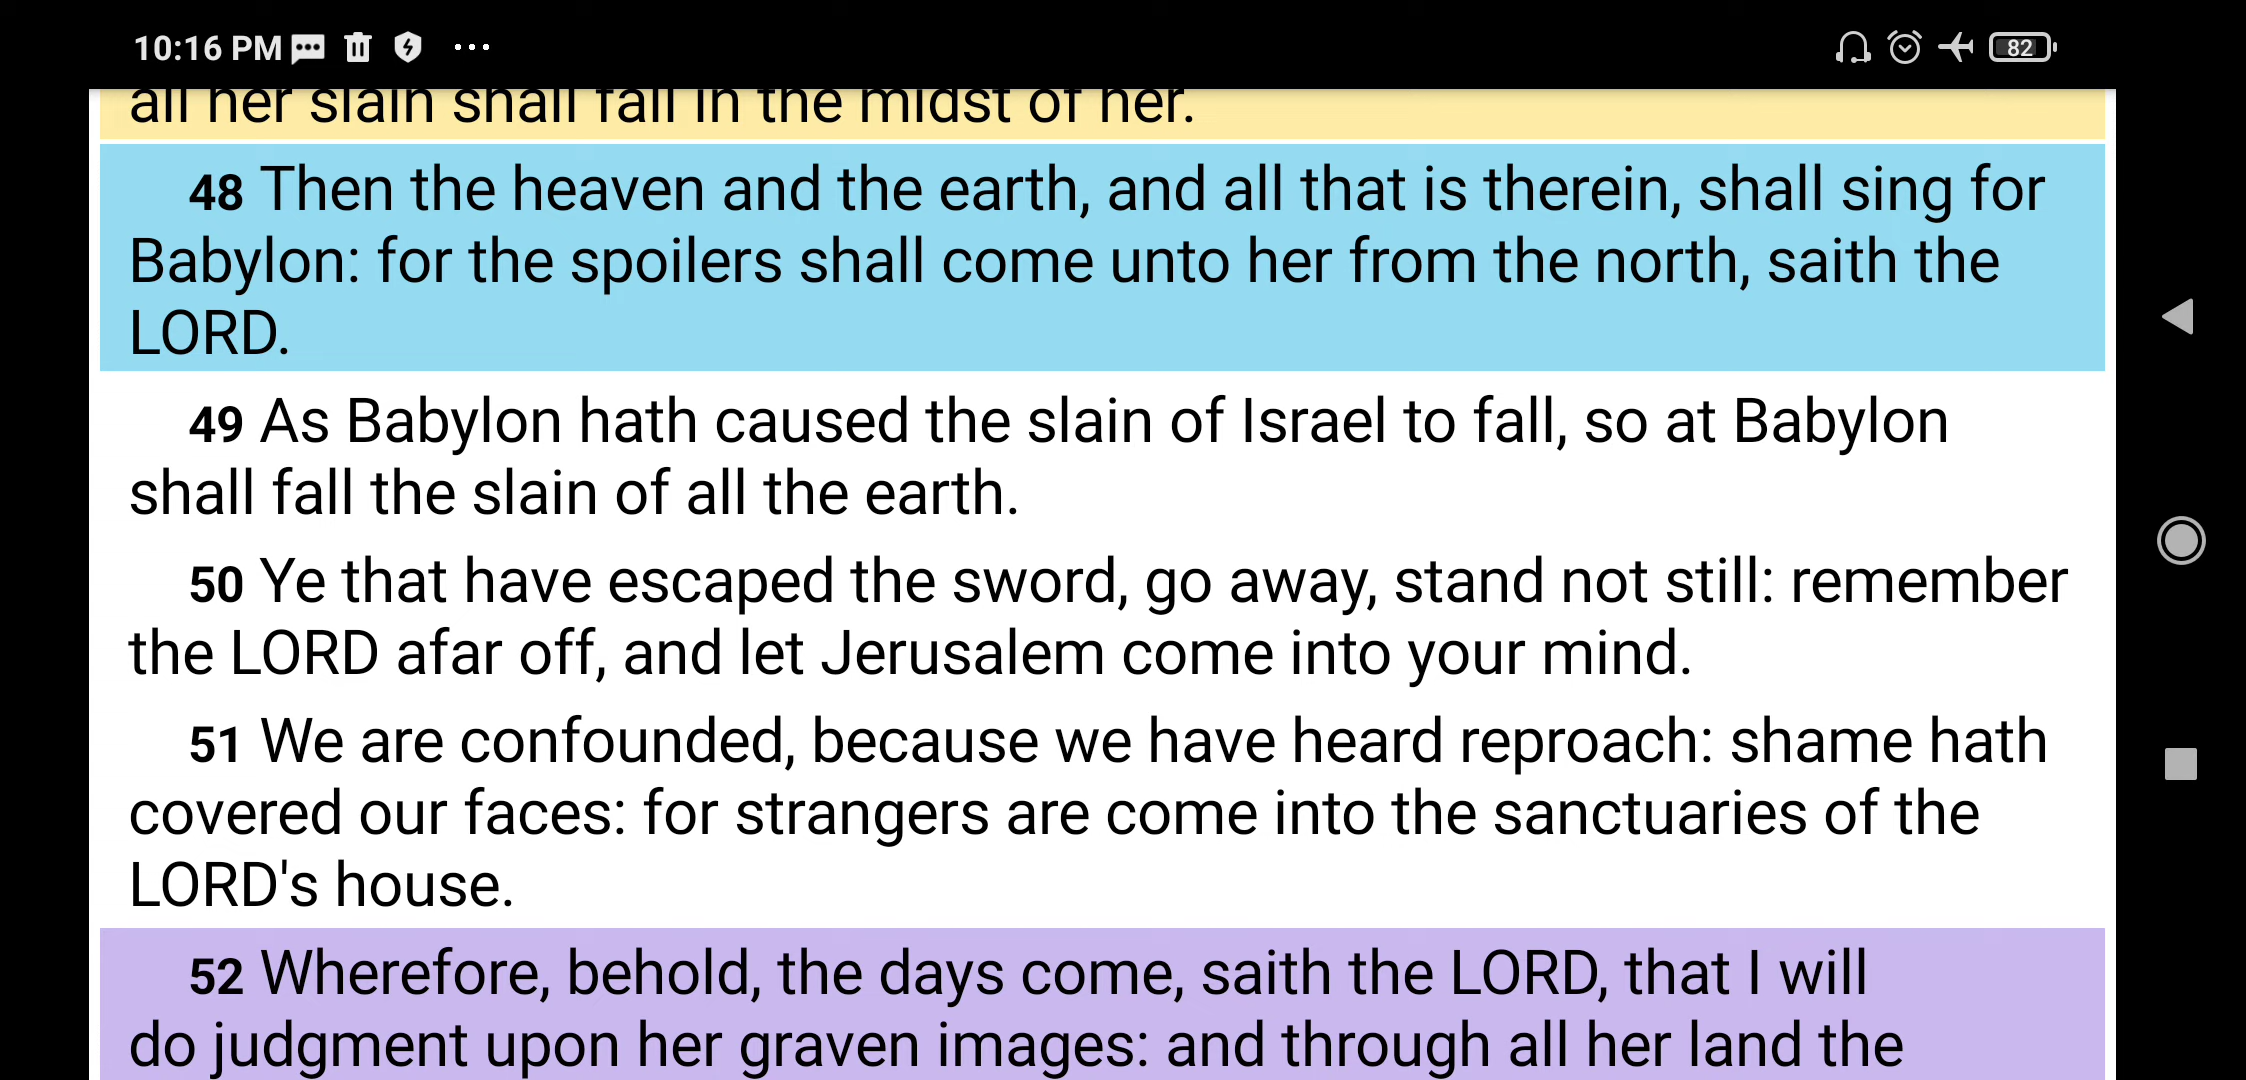 10:16 PM
82
all her slain shall fall in the midst of her.
48 Then the heaven and the earth, and all that is therein, shall sing for
Babylon: for the spoilers shall come unto her from the north, saith the
LORD.
49 As Babylon hath caused the slain of Israel to fall, so at Babylon
shall fall the slain of all the earth.
50 Ye that have escaped the sword, go away, stand not still: remember
the LORD afar off, and let Jerusalem come into your mind.
51 We are confounded, because we have heard reproach: shame hath
covered our faces: for strangers are come into the sanctuaries of the
LORD's house.
52 Wherefore, behold, the days come, saith the LORD, that I will
do judgment upon her graven images: and through all her land the